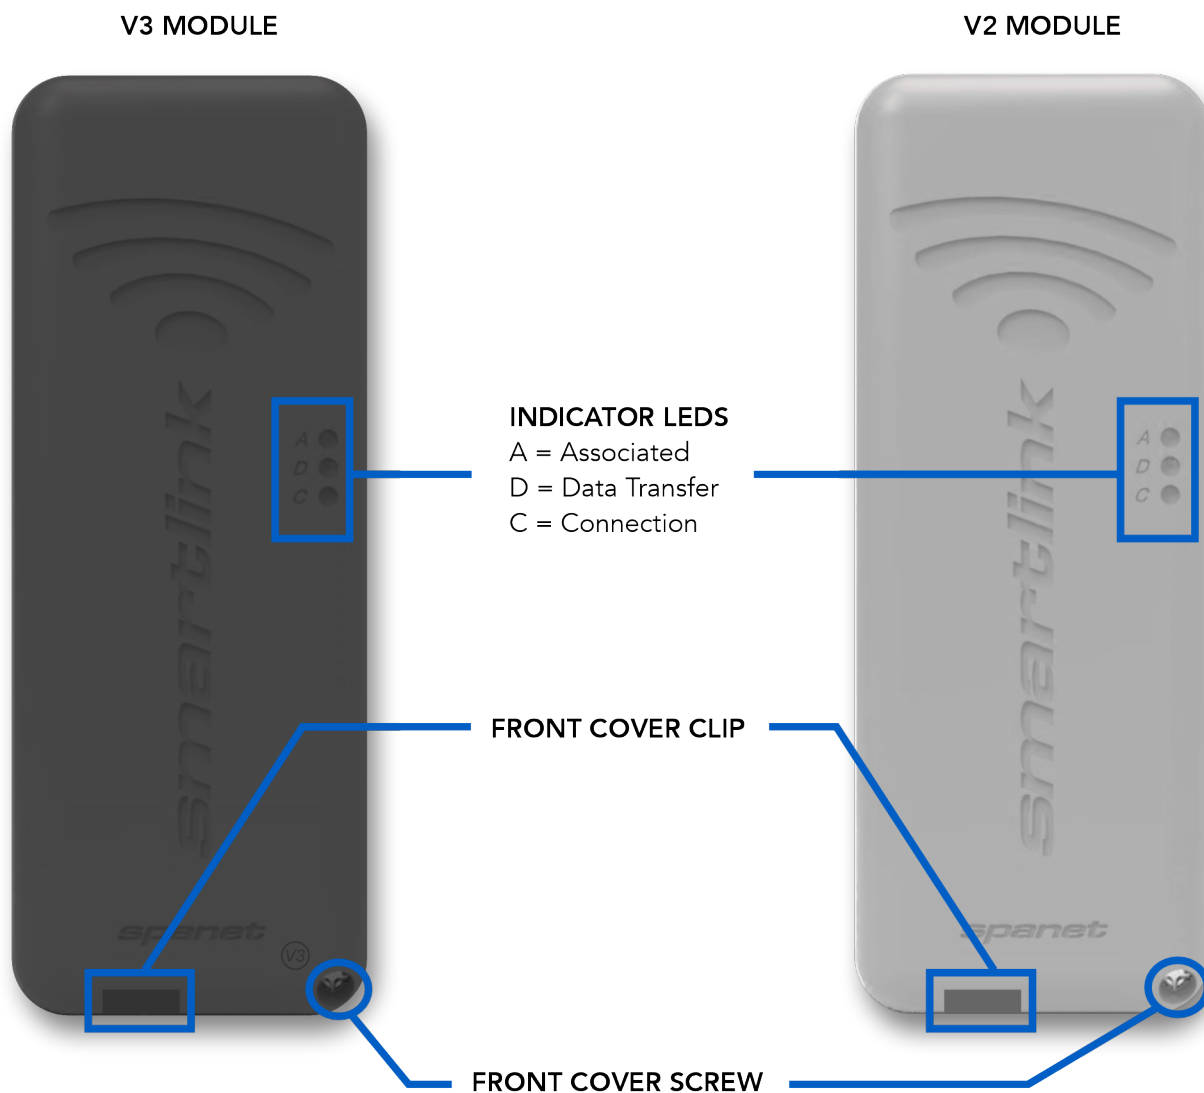 V3 MODULE
V2 MODULE
INDICATOR LEDS
A = Associated
D = Data Transfer
C = Connection
A
D
C
A
D
C
smartlink
smartlink
FRONT COVER CLIP
spanet
V3
spanet
FRONT COVER SCREW